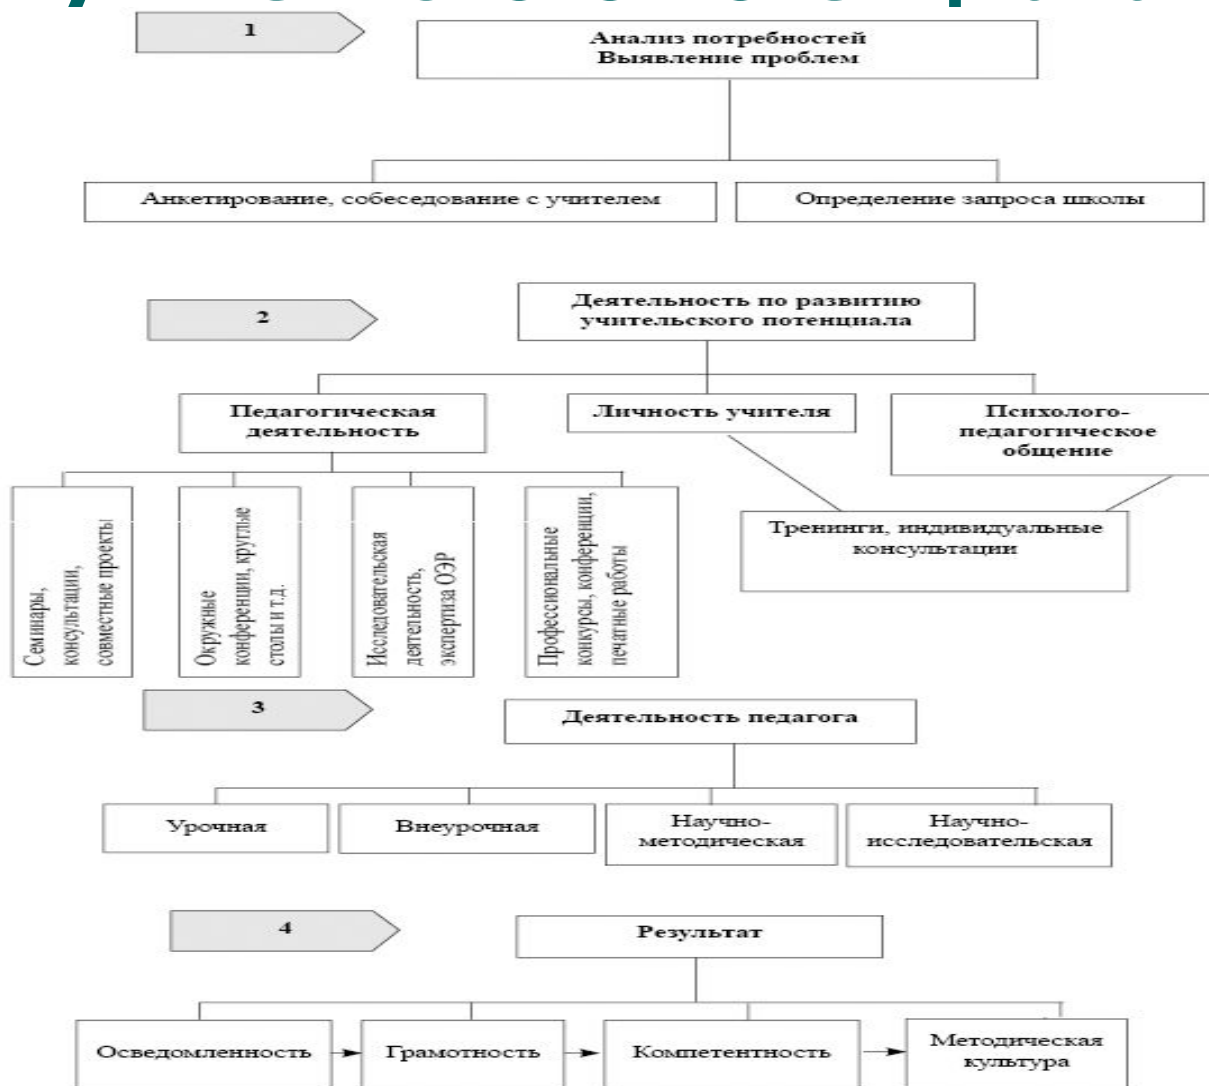 1
Анализ потребностей
Выявление проблем
Анкетирование, собеседование с учителем
Определение запроса школы
2
Деятельность по развитию
учительского потенциала
Педагогическая
деятельность
Личность учителя
Психолого-
педагогическое
общение
Семинары,
консультации,
совместные проекты
Окружные
конференции, круглые
столы и т.д.
Исследовательская
деятельность,
экспертиза ОЭР
Профессиональные
конкурсы, конференции,
печатные работы
Тренинги, индивидуальные
консультации
3
Деятельность педагога
Урочная
Внеурочная
Научно-
методическая
Научно-
исследовательская
4
Результат
Осведомленность
Грамотность
Компетентность
Методическая
культура